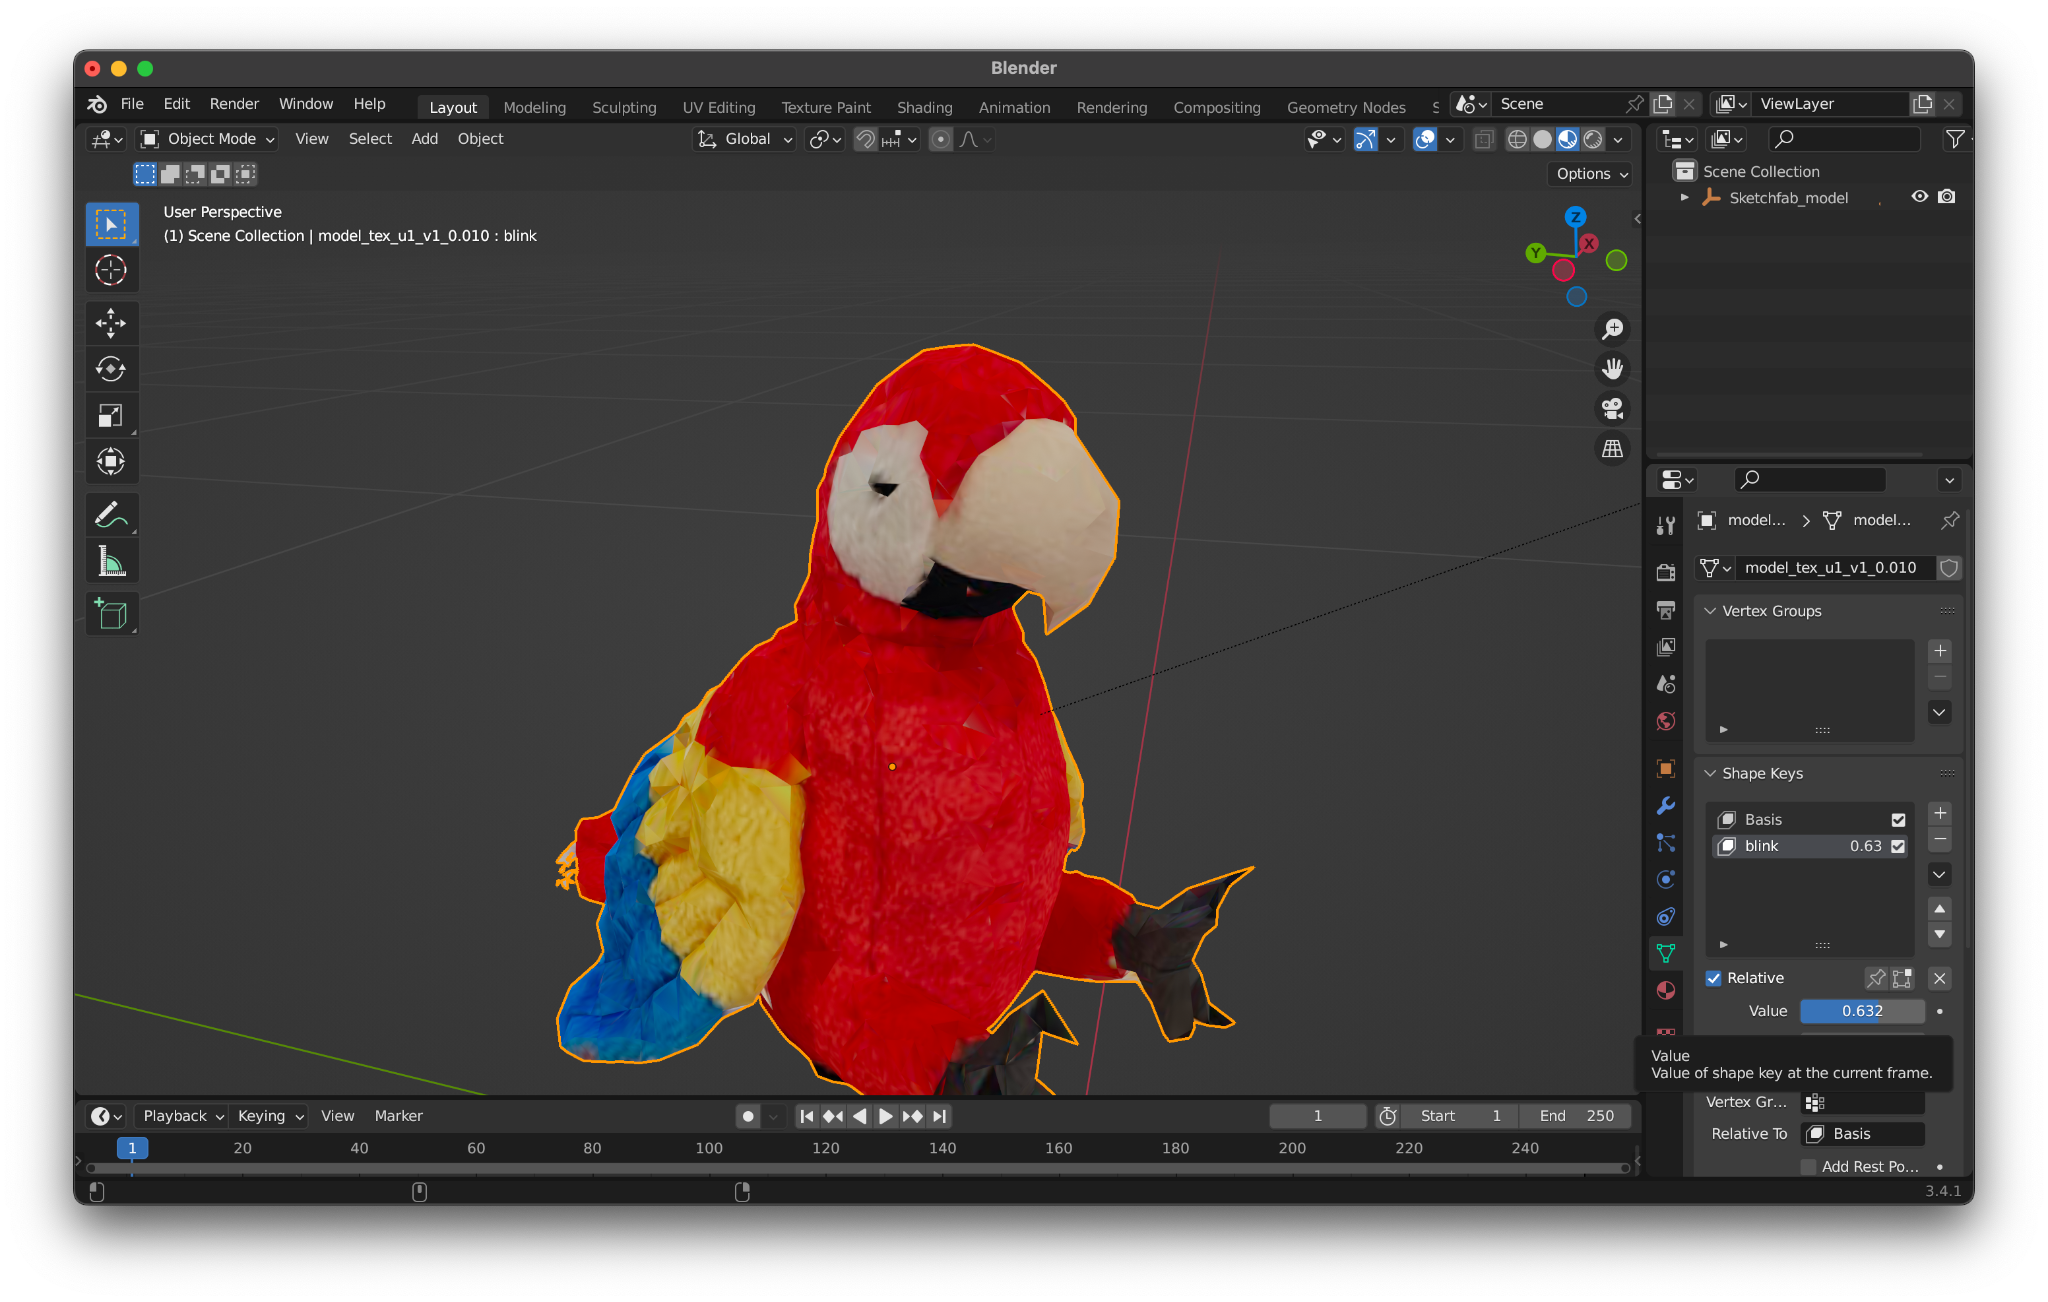 Blender
File Edit Render Window Help Layout Modeling Sculpting UV Editing Texture Paint Shading Animation Rendering Compositing Geometry Nodes Scene ViewLayer
Object Mode View Select Add Object Global
Options
User Perspective
(1) Scene Collection | model_tex_u1_v1_0.010 : blink
Z
X
Y
Scene Collection
Sketchfab_model
model... model...
model_tex_u1_v1_0.010
Vertex Groups
Shape Keys
Basis
blink 0.63
Relative
Value 0.632
Value
Value of shape key at the current frame.
Vertex Gr...
Relative To Basis
Add Rest Po...
Playback Keying View Marker 1 Start 1 End 250
1 20 40 60 80 100 120 140 160 180 200 220 240
3.4.1